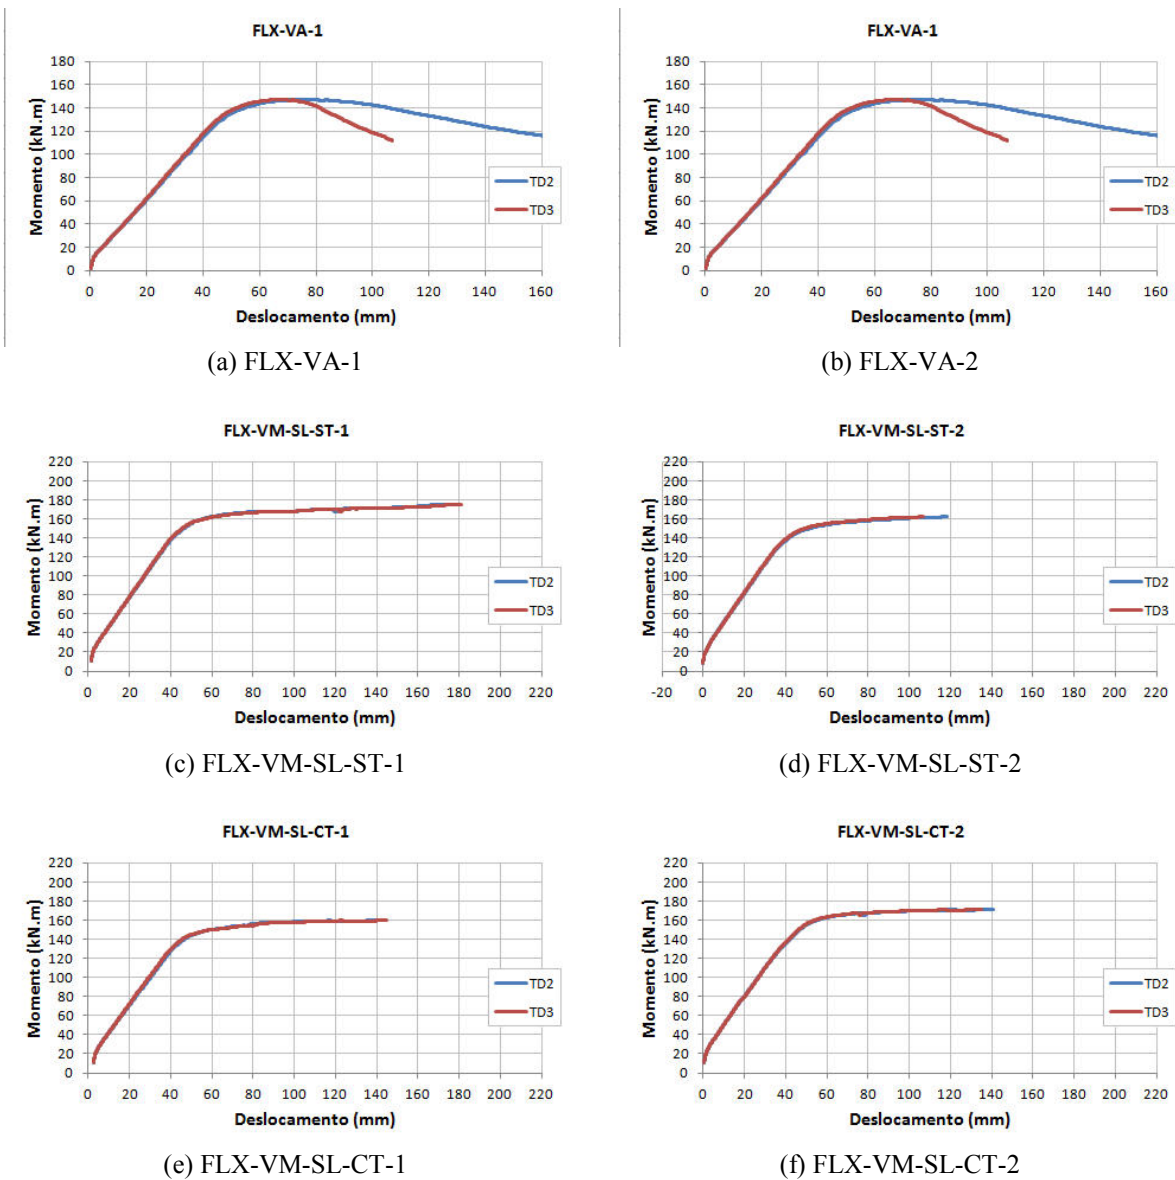 FLX-VA-1
Momento (kN.m)
180
160
140
120
100
80
60
40
20
0
0 20 40 60 80 100 120 140 160
Deslocamento (mm)
TD2
TD3
(a) FLX-VA-1
FLX-VA-1
Momento (kN.m)
180
160
140
120
100
80
60
40
20
0
0 20 40 60 80 100 120 140 160
Deslocamento (mm)
TD2
TD3
(b) FLX-VA-2
FLX-VM-SL-ST-1
Momento (kN.m)
220
200
180
160
140
120
100
80
60
40
20
0
0 20 40 60 80 100 120 140 160 180 200 220
Deslocamento (mm)
TD2
TD3
(c) FLX-VM-SL-ST-1
FLX-VM-SL-ST-2
Momento (kN.m)
220
200
180
160
140
120
100
80
60
40
20
0
-20 0 20 40 60 80 100 120 140 160 180 200 220
Deslocamento (mm)
TD2
TD3
(d) FLX-VM-SL-ST-2
FLX-VM-SL-CT-1
Momento (kN.m)
220
200
180
160
140
120
100
80
60
40
20
0
0 20 40 60 80 100 120 140 160 180 200 220
Deslocamento (mm)
TD2
TD3
(e) FLX-VM-SL-CT-1
FLX-VM-SL-CT-2
Momento (kN.m)
220
200
180
160
140
120
100
80
60
40
20
0
0 20 40 60 80 100 120 140 160 180 200 220
Deslocamento (mm)
TD2
TD3
(f) FLX-VM-SL-CT-2